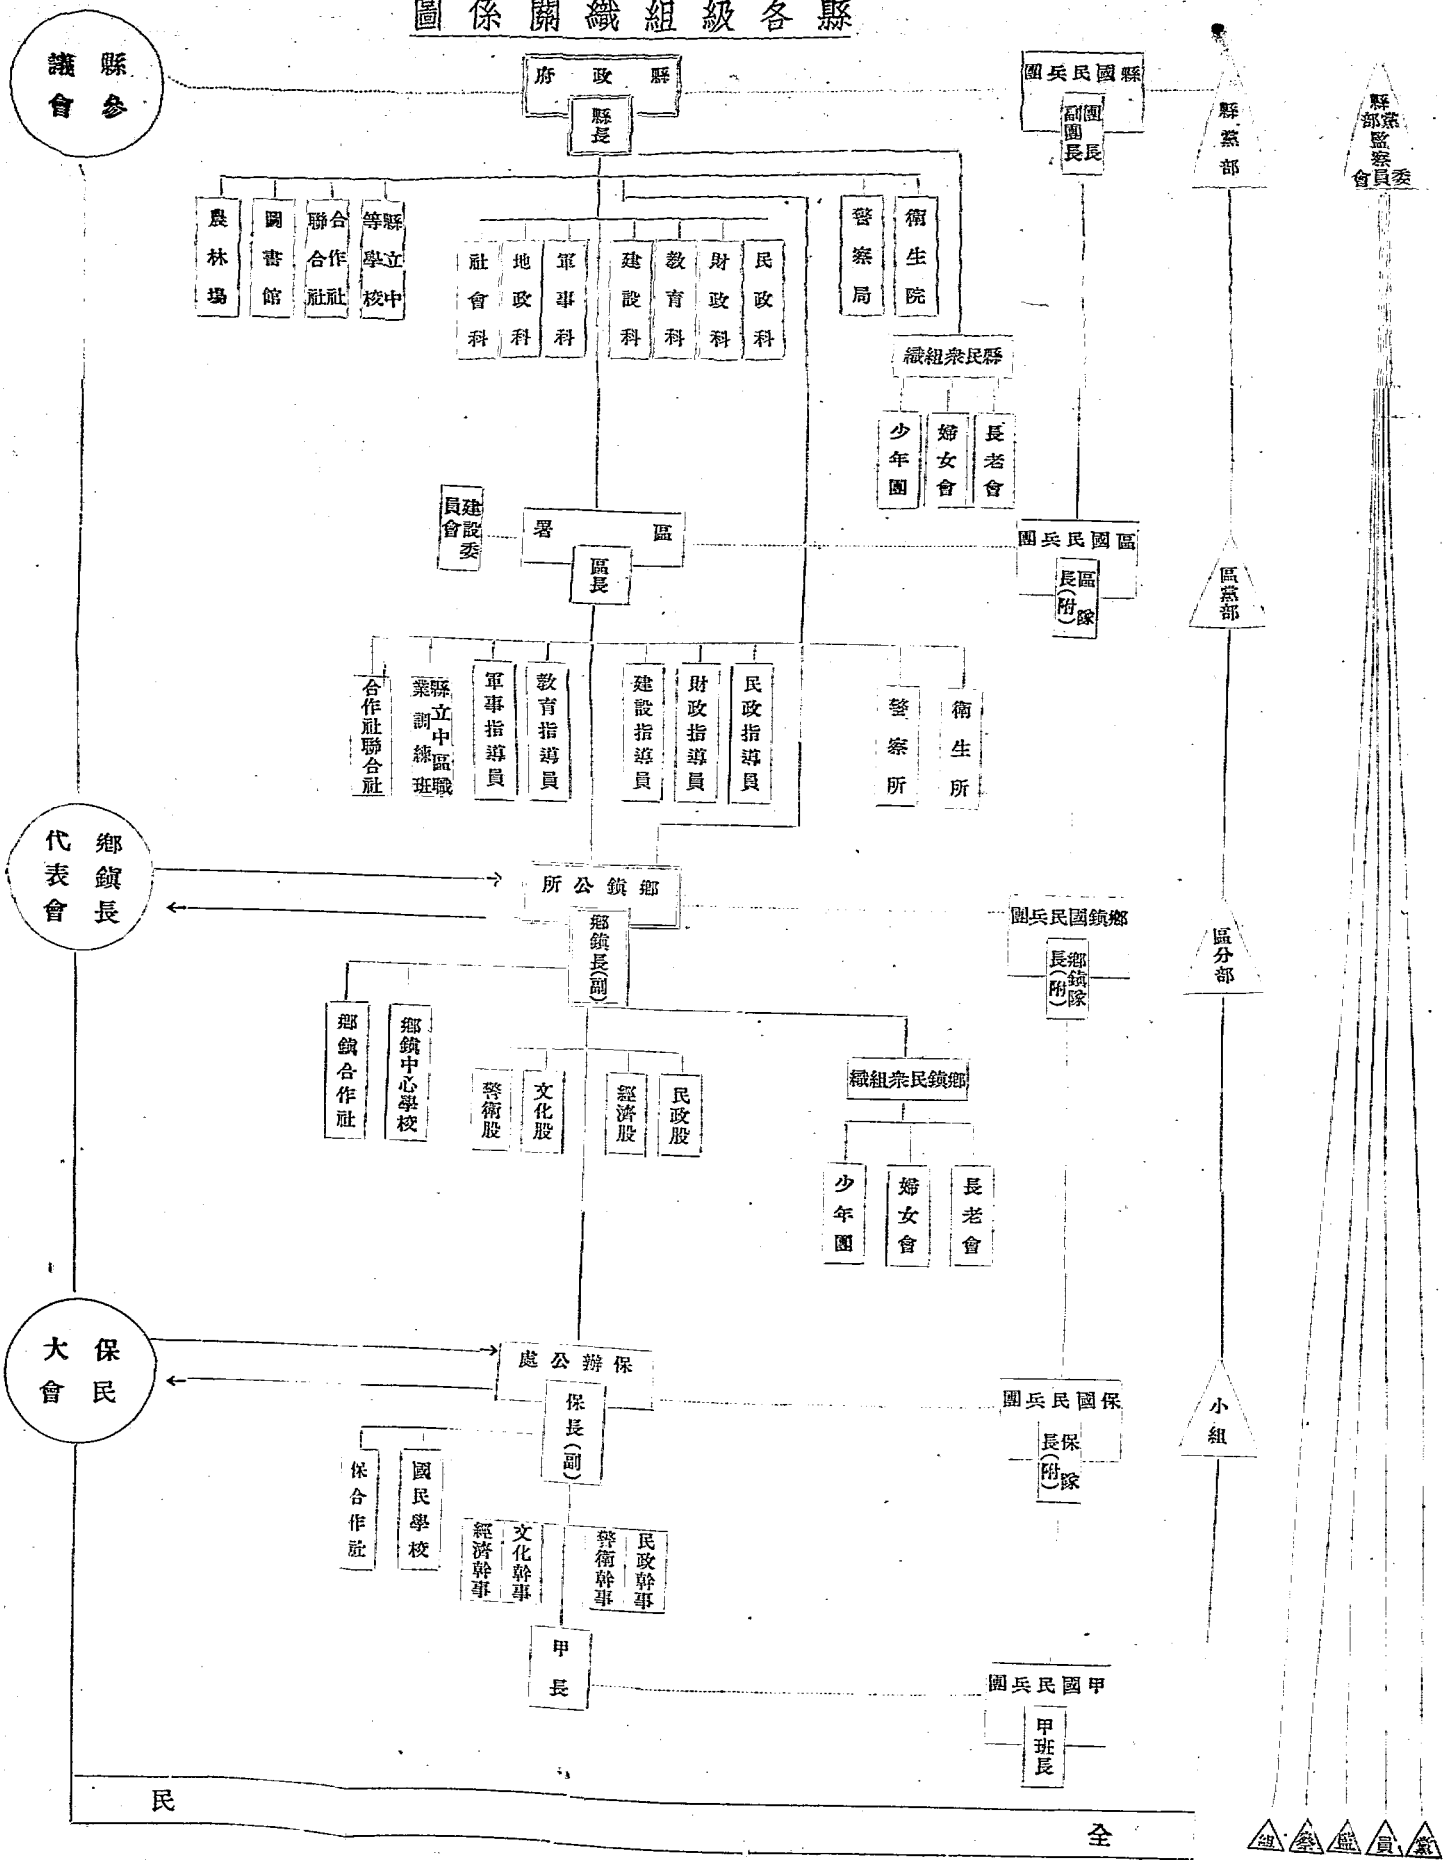 縣各級組織關係圖
縣參議會
縣政府
縣長
縣國民兵團
團長
副團長
縣黨部
縣黨部監察委員會
農林場
圖書館
合作社聯合社
縣立中等學校
社會科
地政科
軍事科
建設科
教育科
財政科
民政科
警察局
衛生院
縣民眾組織
少年團
婦女會
長老會
建設委員會
區署
區長
區國民兵團
區隊長(附)
區黨部
合作社聯合社
縣立中區職業訓練班
軍事指導員
教育指導員
建設指導員
財政指導員
民政指導員
警察所
衛生所
鄉鎮長代表會
鄉鎮公所
鄉鎮長(副)
鄉鎮國民兵團
鄉鎮隊長(附)
區分部
鄉鎮合作社
鄉鎮中心學校
警衛股
文化股
經濟股
民政股
鄉鎮民眾組織
少年團
婦女會
長老會
保民大會
保辦公處
保長(副)
保國民兵團
保隊長(附)
小組
保合作社
國民學校
經濟幹事
文化幹事
警衛幹事
民政幹事
甲長
甲國民兵團
甲班長
全民
黨員監察組